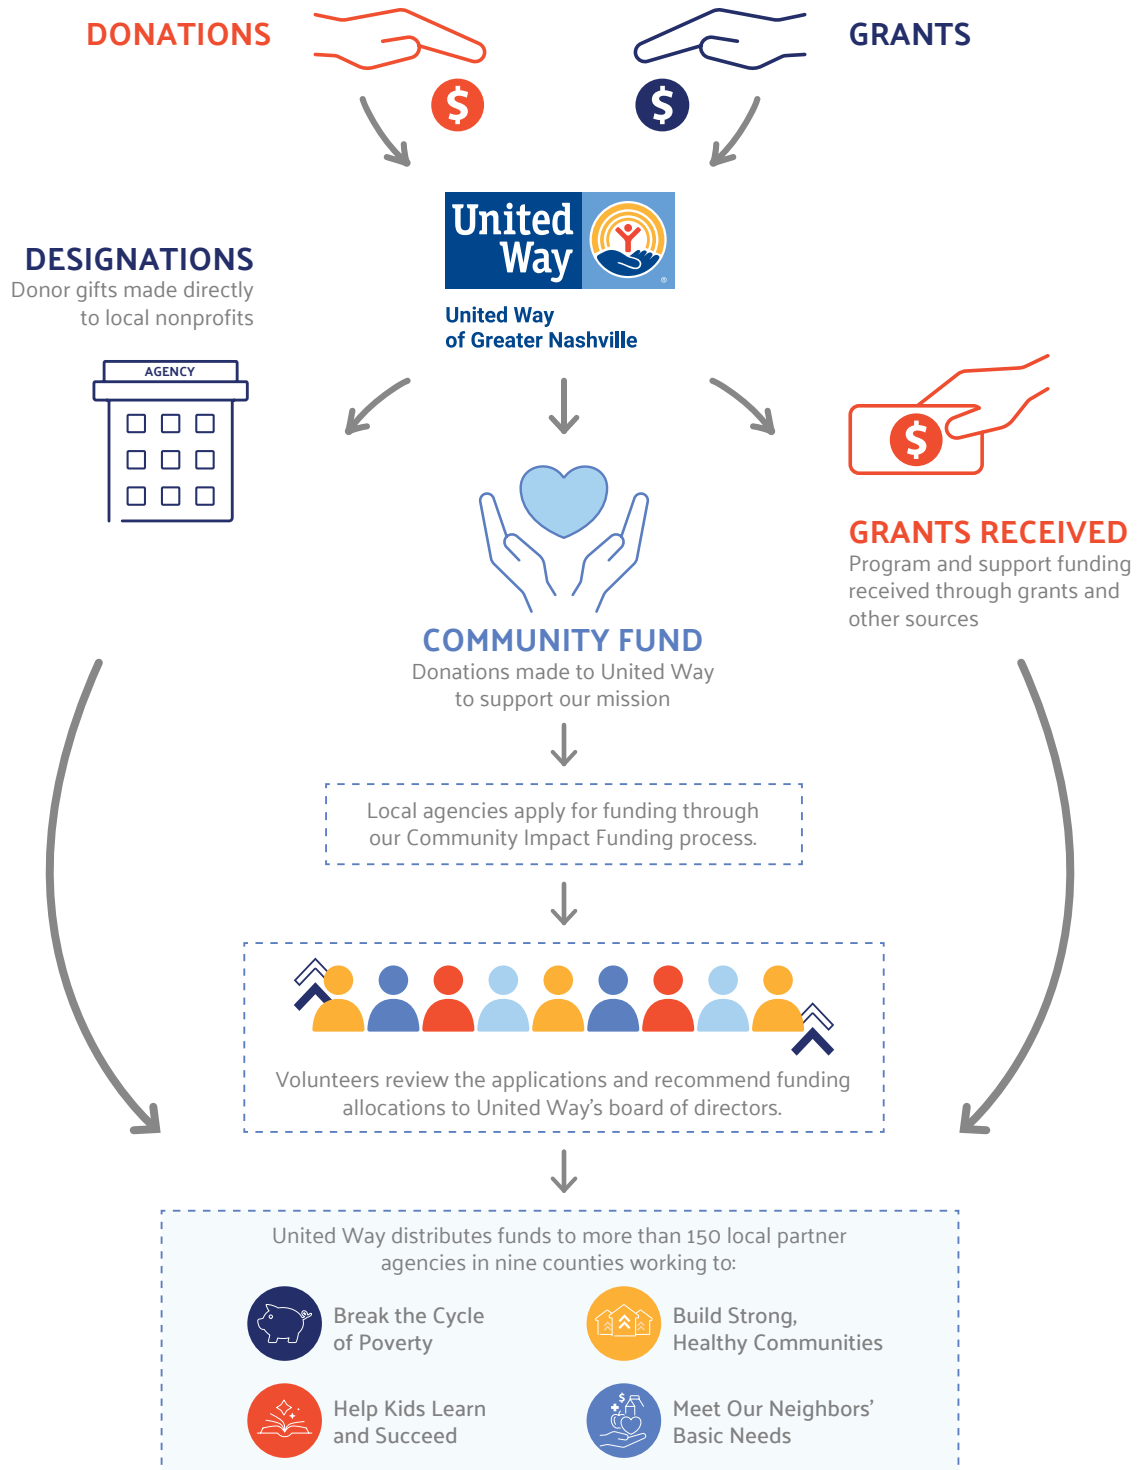 DONATIONS
GRANTS
$
$
United
Way
®
United Way
of Greater Nashville
DESIGNATIONS
Donor gifts made directly
to local nonprofits
AGENCY
$
GRANTS RECEIVED
Program and support funding
received through grants and
other sources
COMMUNITY FUND
Donations made to United Way
to support our mission
Local agencies apply for funding through
our Community Impact Funding process.
Volunteers review the applications and recommend funding
allocations to United Way’s board of directors.
United Way distributes funds to more than 150 local partner
agencies in nine counties working to:
Break the Cycle
of Poverty
Build Strong,
Healthy Communities
Help Kids Learn
and Succeed
$
Meet Our Neighbors’
Basic Needs